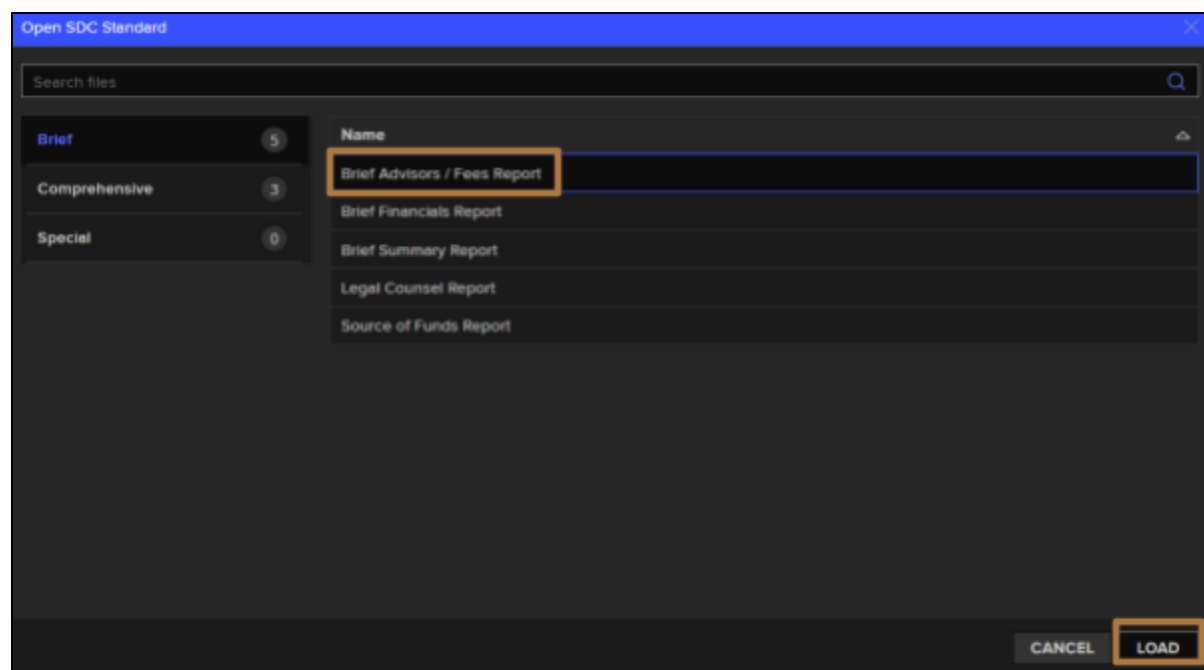 Open SDC Standard
Search files
Brief 5
Comprehensive 3
Special 0
Name
Brief Advisors / Fees Report
Brief Financials Report
Brief Summary Report
Legal Counsel Report
Source of Funds Report
CANCEL LOAD